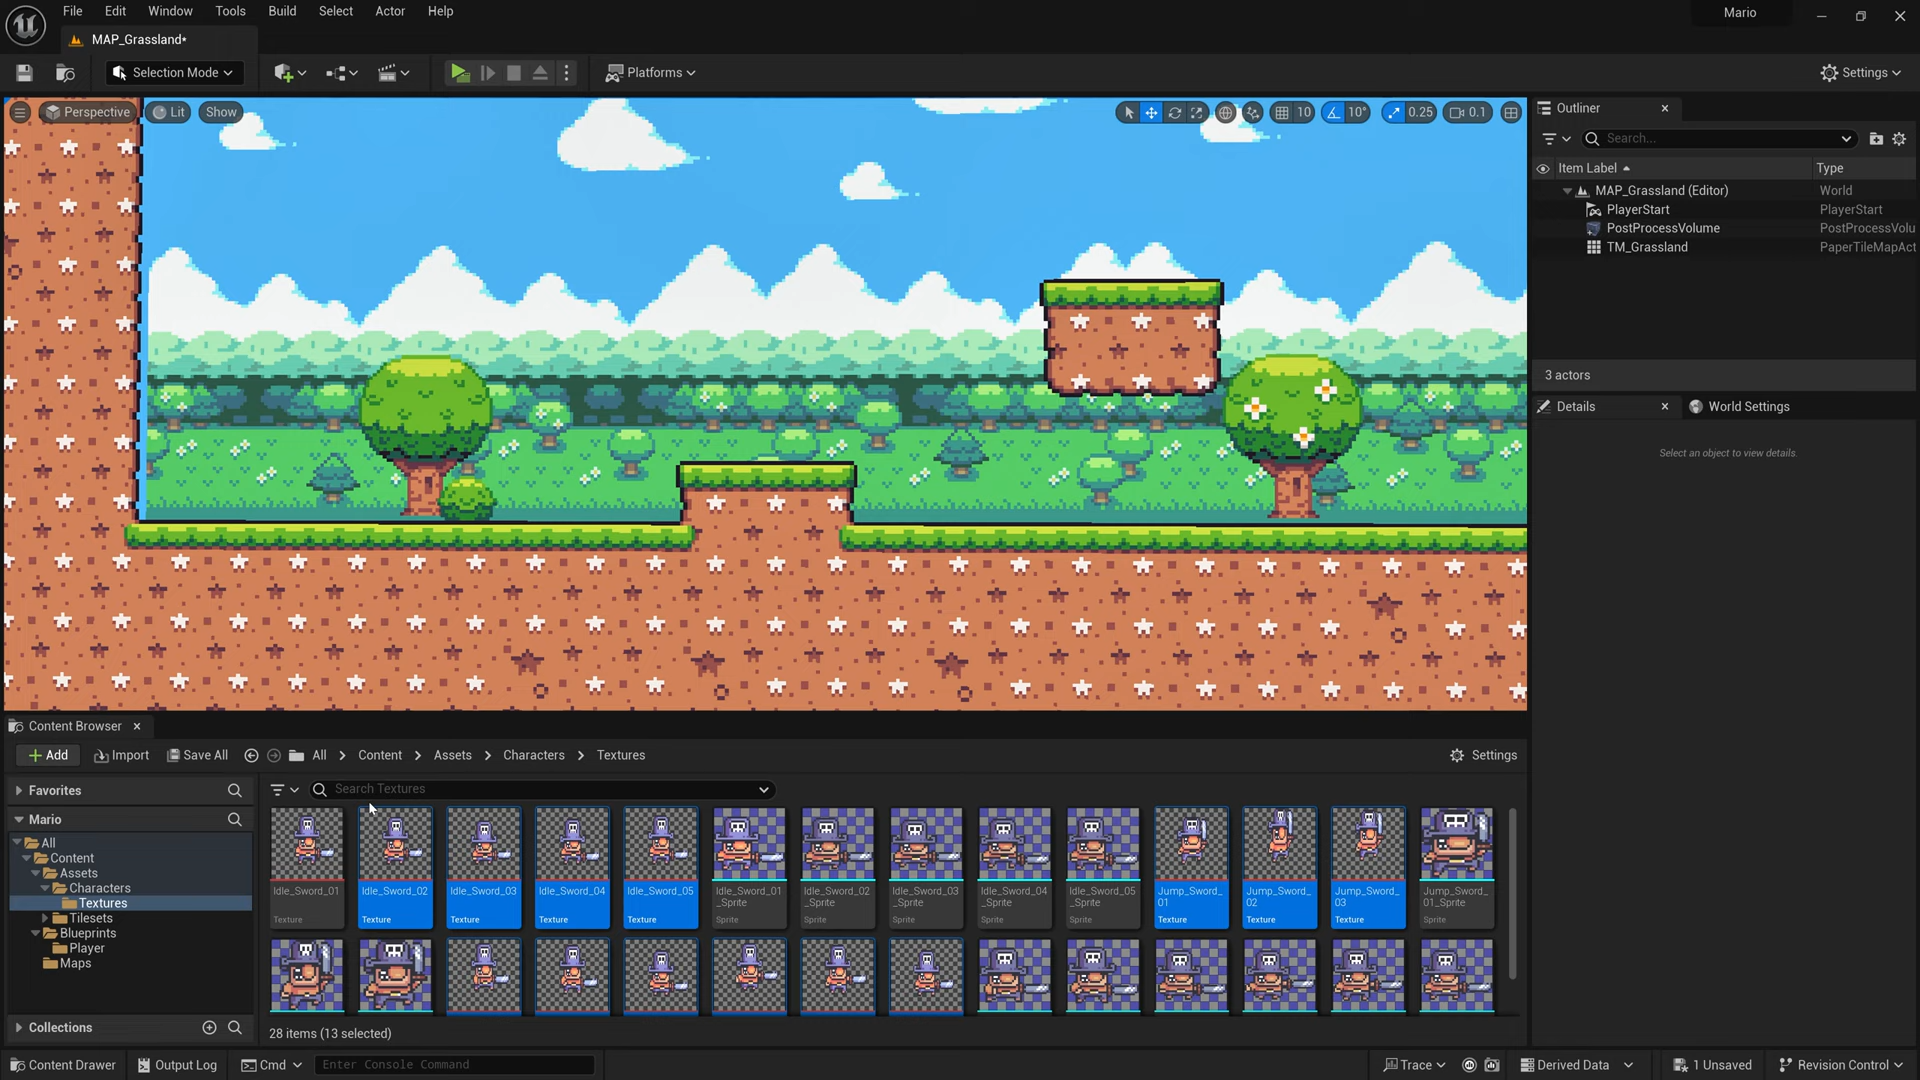 File Edit Window Tools Build Select Actor Help
Mario
MAP_Grassland*
Selection Mode
Platforms
Settings
Perspective Lit Show
10 10° 0.25 0.1
Outliner
Search...
Item Label Type
MAP_Grassland (Editor) World
PlayerStart PlayerStart
PostProcessVolume PostProcessVolu
TM_Grassland PaperTileMapAct
3 actors
Details World Settings
Select an object to view details.
Content Browser
Add Import Save All All Content Assets Characters Textures Settings
Favorites
Search Textures
Mario
All
Content
Assets
Characters
Textures
Tilesets
Blueprints
Player
Maps
Collections
Idle_Sword_01 Idle_Sword_02 Idle_Sword_03 Idle_Sword_04 Idle_Sword_05 Idle_Sword_01 Idle_Sword_02 Idle_Sword_03 Idle_Sword_04 Idle_Sword_05 Jump_Sword_ Jump_Sword_ Jump_Sword_ Jump_Sword_
_Sprite _Sprite _Sprite _Sprite _Sprite 01 02 03 01_Sprite
Texture Texture Texture Texture Texture Sprite Sprite Sprite Sprite Sprite Texture Texture Texture Sprite
28 items (13 selected)
Content Drawer Output Log Cmd Enter Console Command Trace Derived Data 1 Unsaved Revision Control